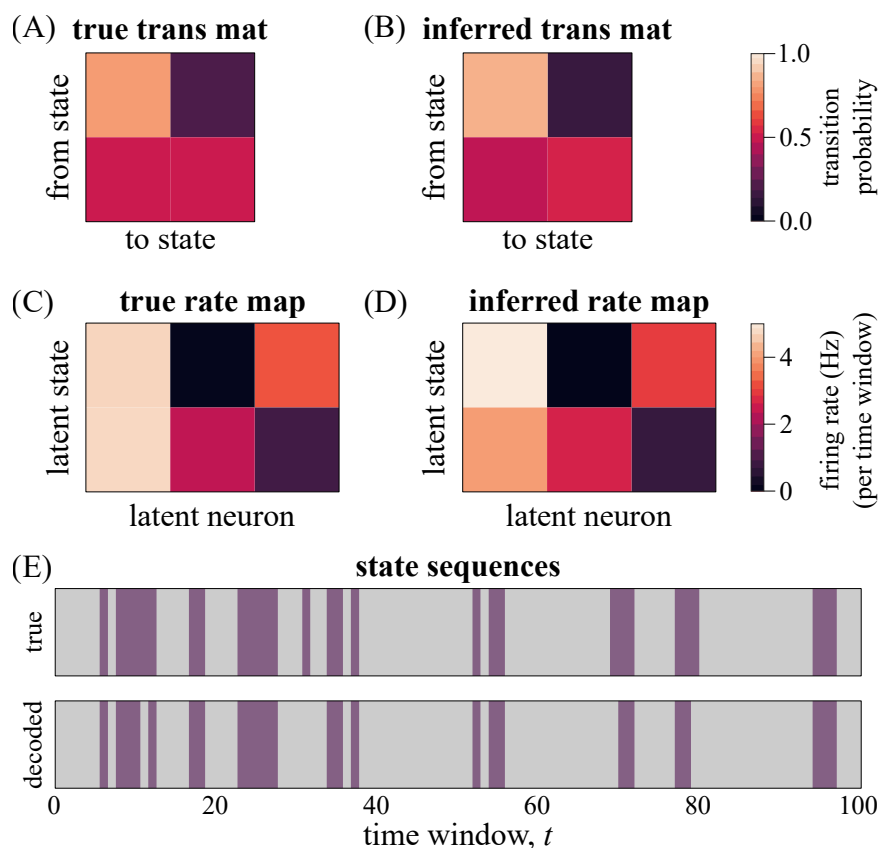 (A) true trans mat
(B) inferred trans mat
from state
to state
from state
to state
1.0
0.5
0.0
transition
probability
(C) true rate map
(D) inferred rate map
latent state
latent neuron
latent state
latent neuron
4
2
0
firing rate (Hz)
(per time window)
(E) state sequences
true
decoded
0 20 40 60 80 100
time window, t